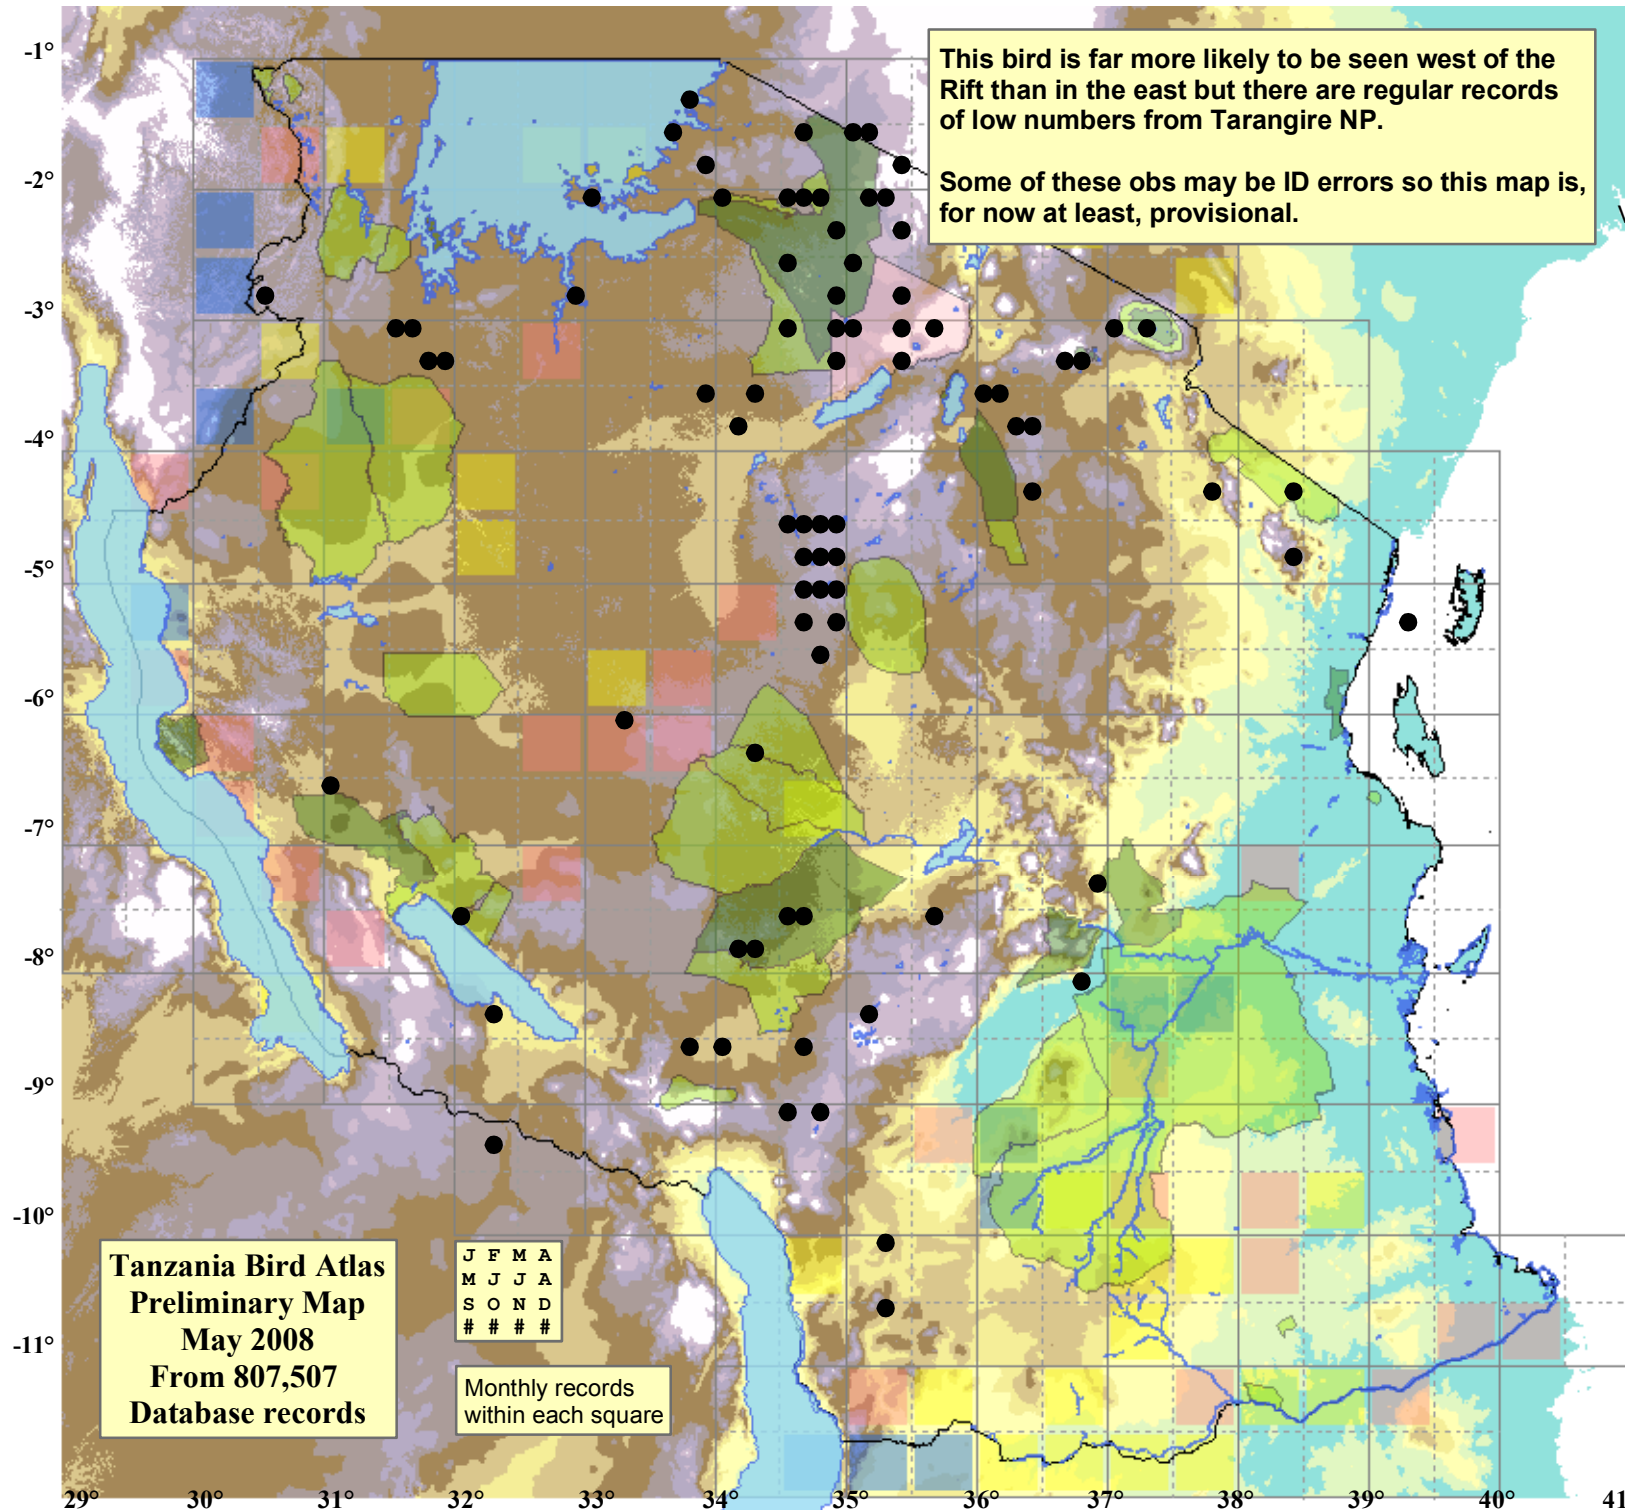 This bird is far more likely to be seen west of the
Rift than in the east but there are regular records
of low numbers from Tarangire NP.
Some of these obs may be ID errors so this map is,
for now at least, provisional.
-1°
-2°
-3°
-4°
-5°
-6°
-7°
-8°
-9°
-10°
-11°
Tanzania Bird Atlas
Preliminary Map
May 2008
From 807,507
Database records
J F M A
M J J A
S O N D
# # # #
Monthly records
within each square
29° 30° 31° 32° 33° 34° 35° 36° 37° 38° 39° 40° 41